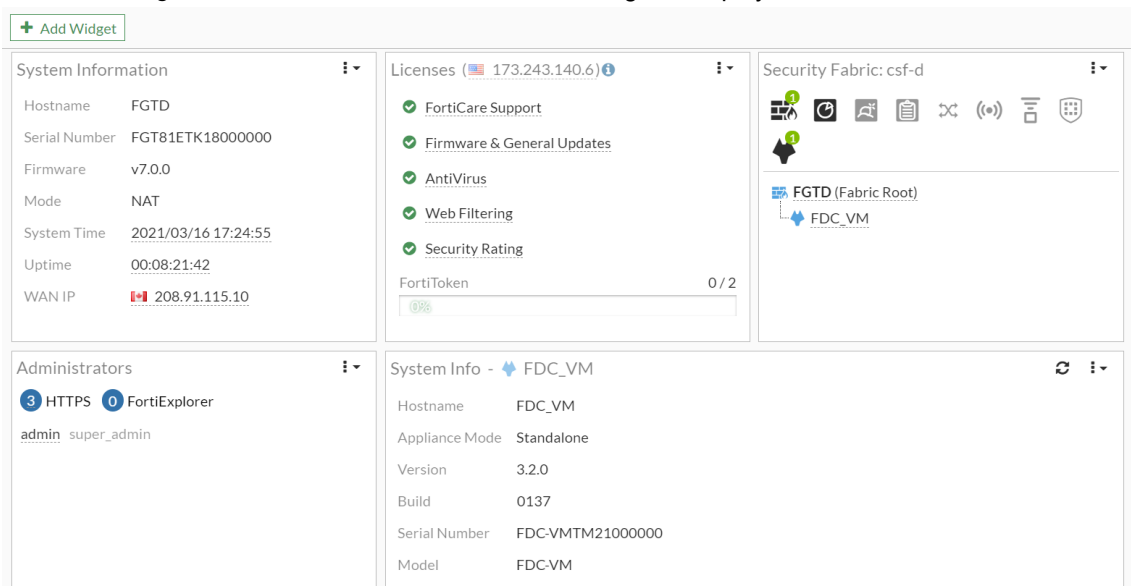 + Add Widget
System Information
Hostname FGTD
Serial Number FGT81ETK18000000
Firmware v7.0.0
Mode NAT
System Time 2021/03/16 17:24:55
Uptime 00:08:21:42
WAN IP 208.91.115.10
Licenses ( 173.243.140.6)
FortiCare Support
Firmware & General Updates
AntiVirus
Web Filtering
Security Rating
FortiToken 0 / 2
0%
Security Fabric: csf-d
1
1
FGTD (Fabric Root)
FDC_VM
Administrators
3 HTTPS 0 FortiExplorer
admin super_admin
System Info - FDC_VM
Hostname FDC_VM
Appliance Mode Standalone
Version 3.2.0
Build 0137
Serial Number FDC-VMTM21000000
Model FDC-VM